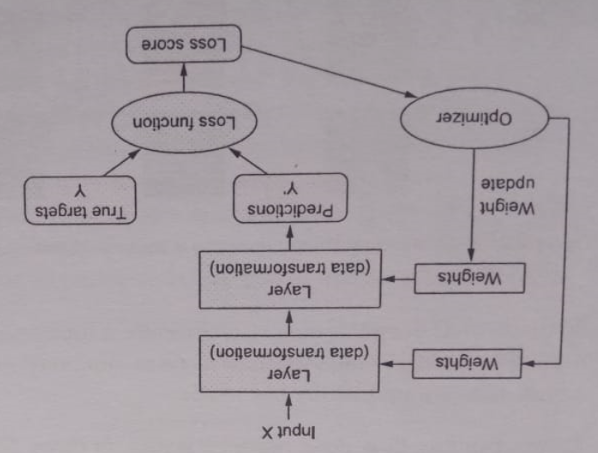 Input X
Layer
(data transformation)
Weights
Layer
(data transformation)
Weights
Weight
update
Predictions
Y'
True targets
Y
Optimizer
Loss function
Loss score